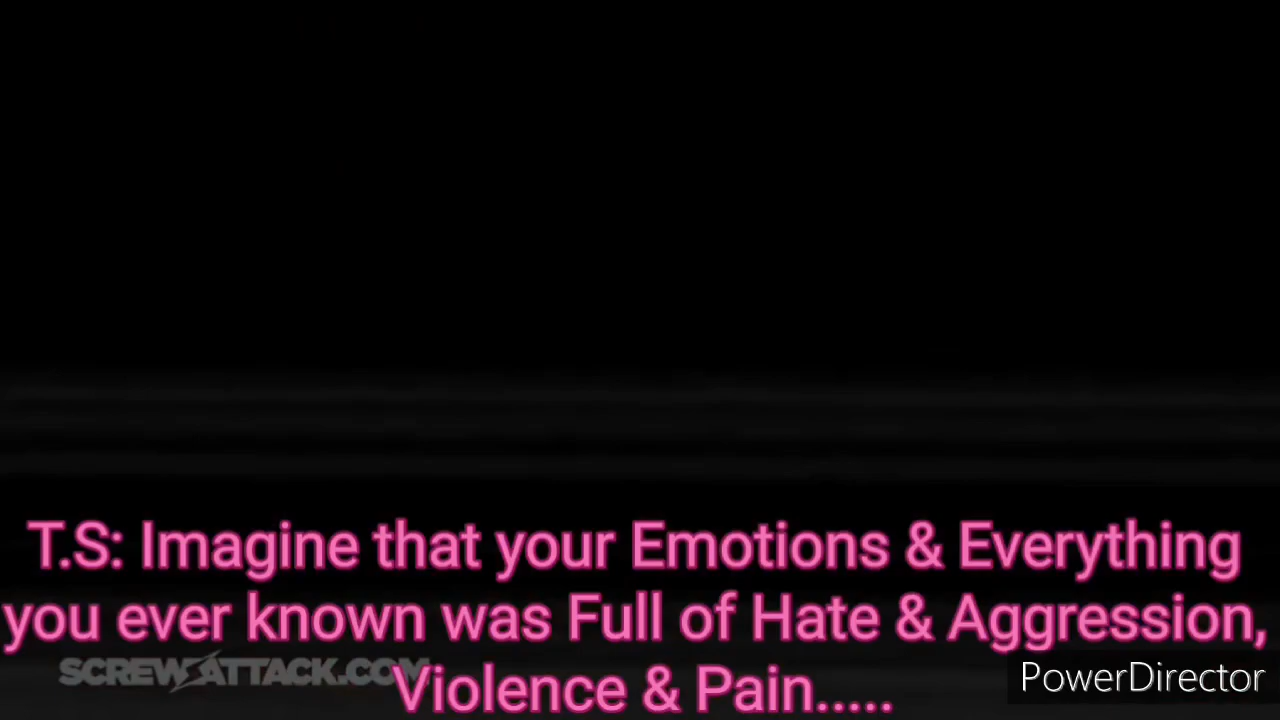 T.S: Imagine that your Emotions & Everything
you ever known was Full of Hate & Aggression,
Violence & Pain.....
SCREWATTACK.COM
PowerDirector